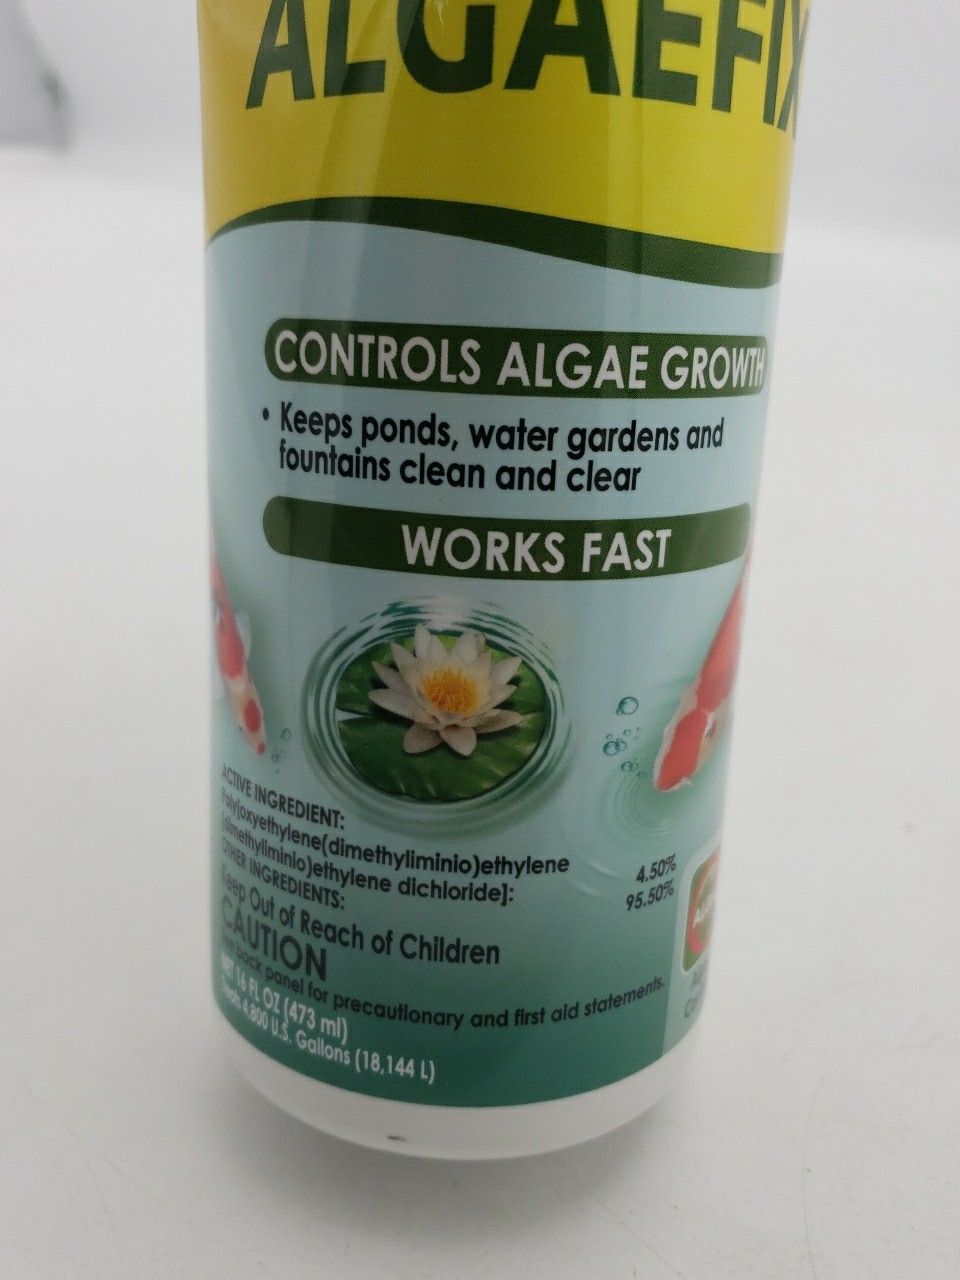 ALGAEFIX
CONTROLS ALGAE GROWTH
• Keeps ponds, water gardens and
fountains clean and clear
WORKS FAST
ACTIVE INGREDIENT:
Poly[oxyethylene(dimethyliminio)ethylene
(dimethyliminio)ethylene dichloride]: 4.50%
OTHER INGREDIENTS: 95.50%
Keep Out of Reach of Children
CAUTION
See back panel for precautionary and first aid statements.
NET 16 FL OZ (473 ml)
Treats 4,800 U.S. Gallons (18,144 L)